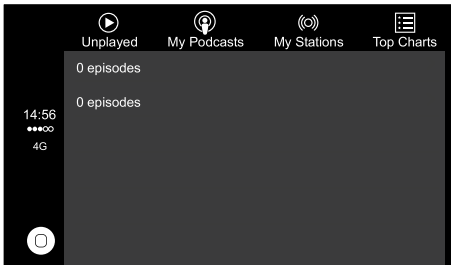 Unplayed My Podcasts My Stations Top Charts
0 episodes
0 episodes
14:56
4G